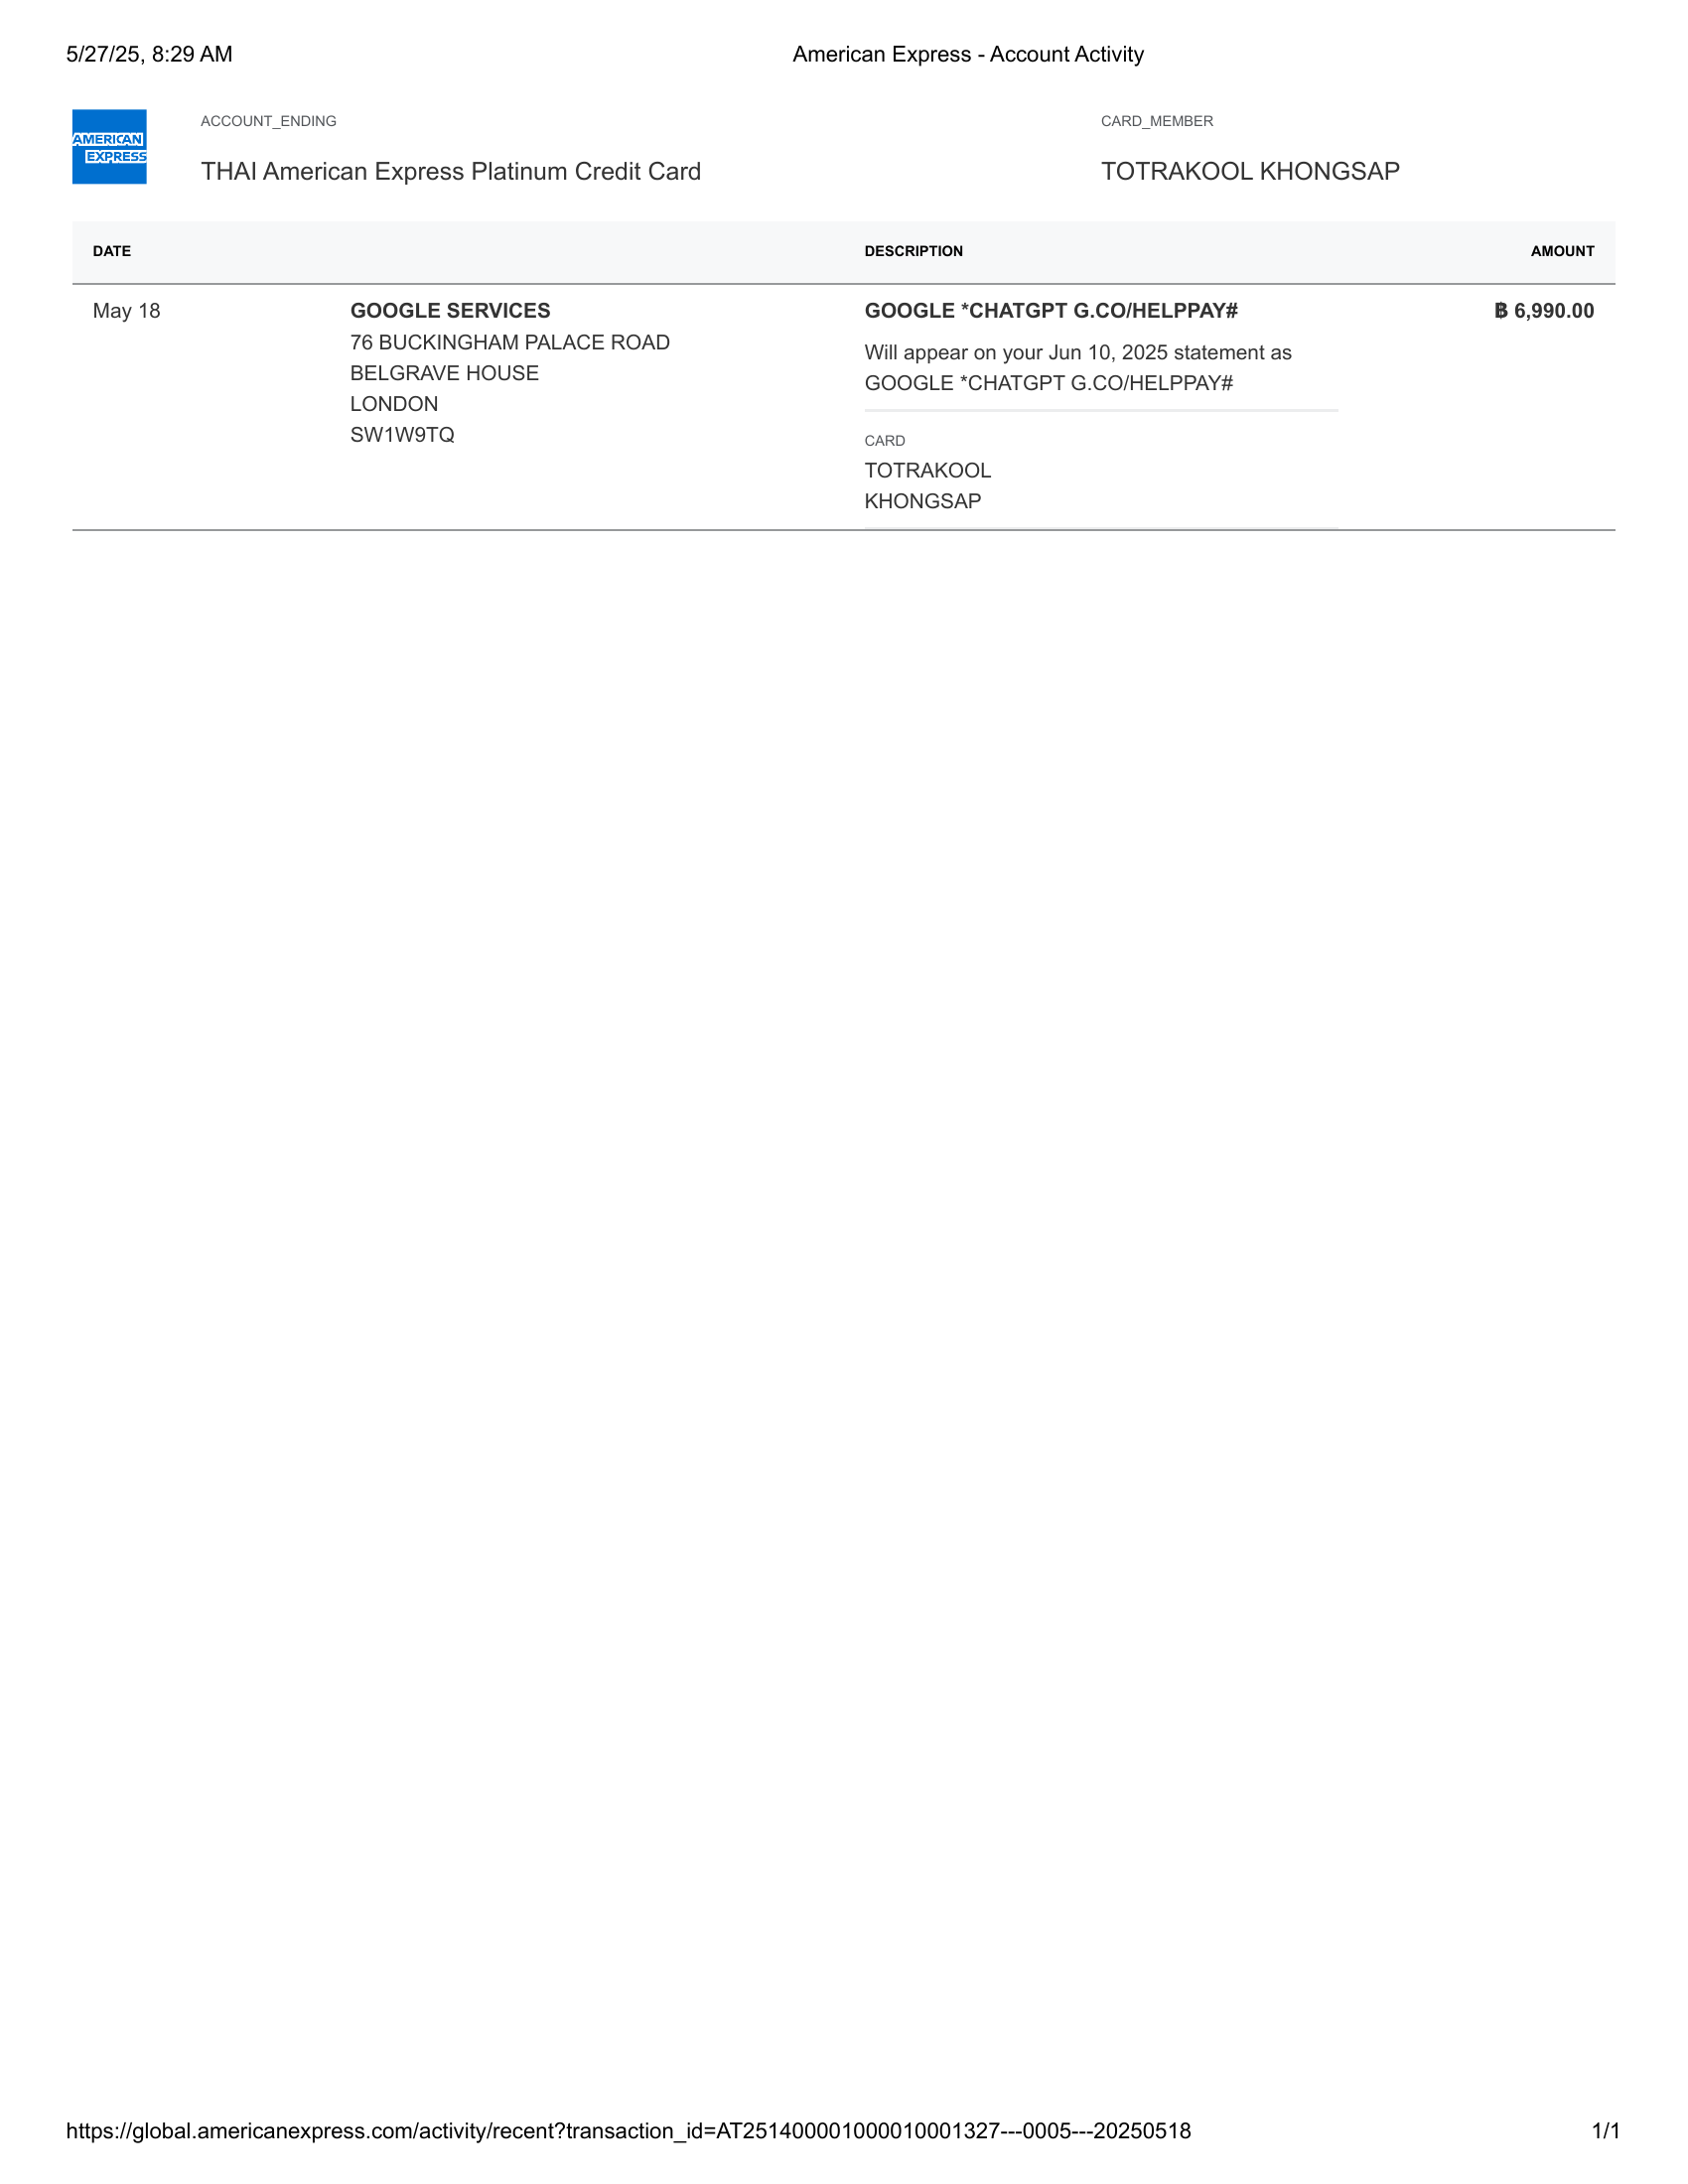 5/27/25, 8:29 AM
American Express - Account Activity
AMERICAN
EXPRESS
ACCOUNT_ENDING
THAI American Express Platinum Credit Card
CARD_MEMBER
TOTRAKOOL KHONGSAP
DATE
DESCRIPTION
AMOUNT
May 18
GOOGLE SERVICES
76 BUCKINGHAM PALACE ROAD
BELGRAVE HOUSE
LONDON
SW1W9TQ
GOOGLE *CHATGPT G.CO/HELPPAY#
Will appear on your Jun 10, 2025 statement as
GOOGLE *CHATGPT G.CO/HELPPAY#
CARD
TOTRAKOOL
KHONGSAP
฿ 6,990.00
https://global.americanexpress.com/activity/recent?transaction_id=AT251400001000010001327---0005---20250518
1/1